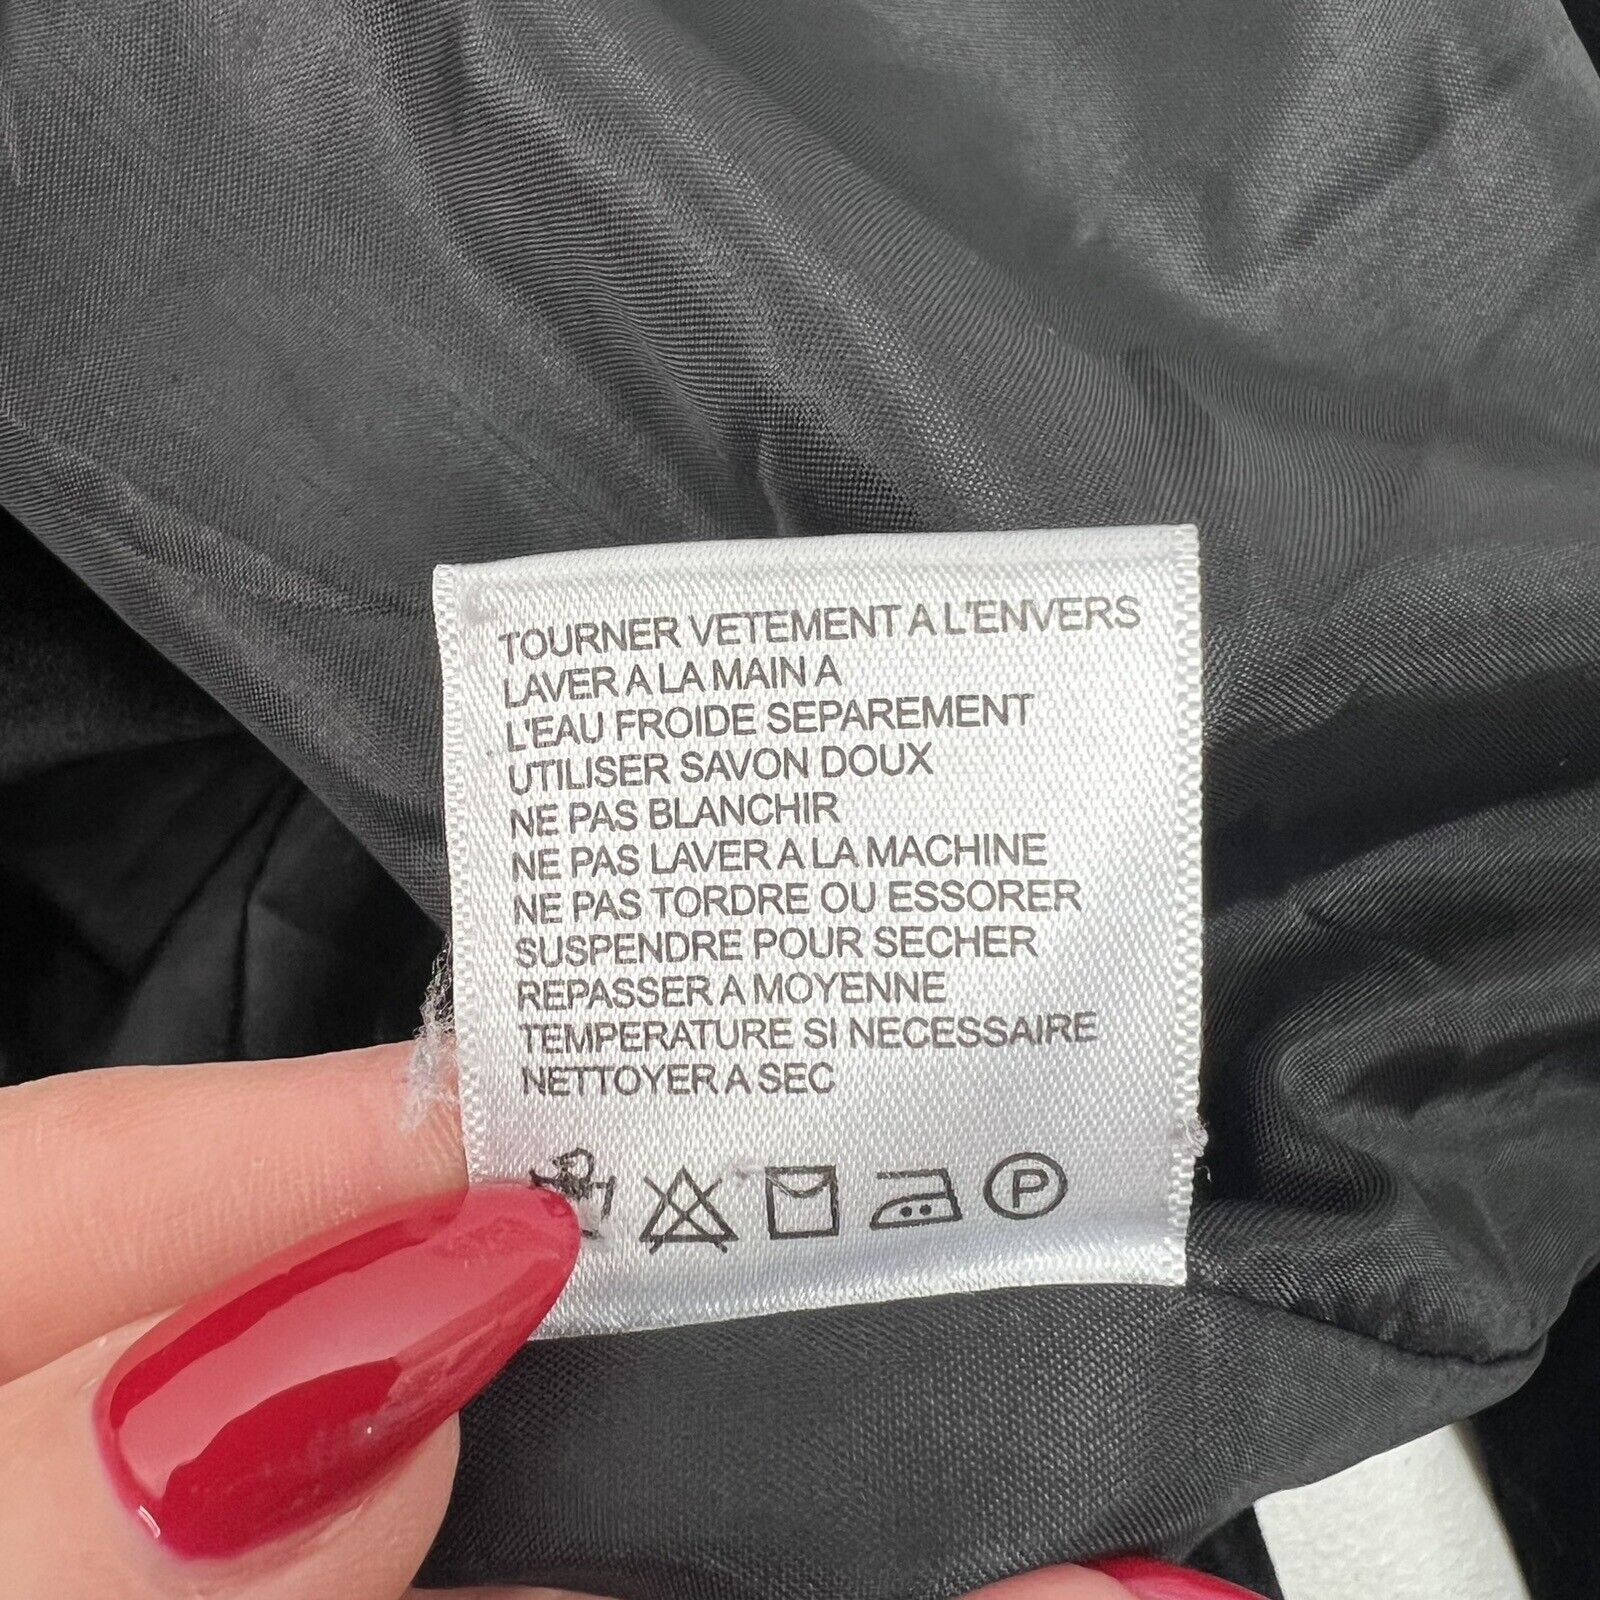 TOURNER VETEMENT A L'ENVERS
LAVER A LA MAIN A
L'EAU FROIDE SEPAREMENT
UTILISER SAVON DOUX
NE PAS BLANCHIR
NE PAS LAVER A LA MACHINE
NE PAS TORDRE OU ESSORER
SUSPENDRE POUR SECHER
REPASSER A MOYENNE
TEMPERATURE SI NECESSAIRE
NETTOYER A SEC
P